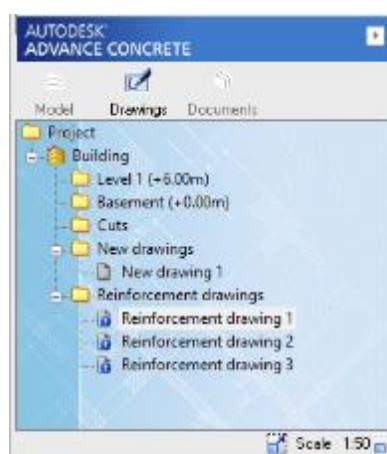 AUTODESK®
ADVANCE CONCRETE
Model Drawings Documents
Project
Building
Level 1 (+6.00m)
Basement (+0.00m)
Cuts
New drawings
New drawing 1
Reinforcement drawings
Reinforcement drawing 1
Reinforcement drawing 2
Reinforcement drawing 3
Scale 1:50